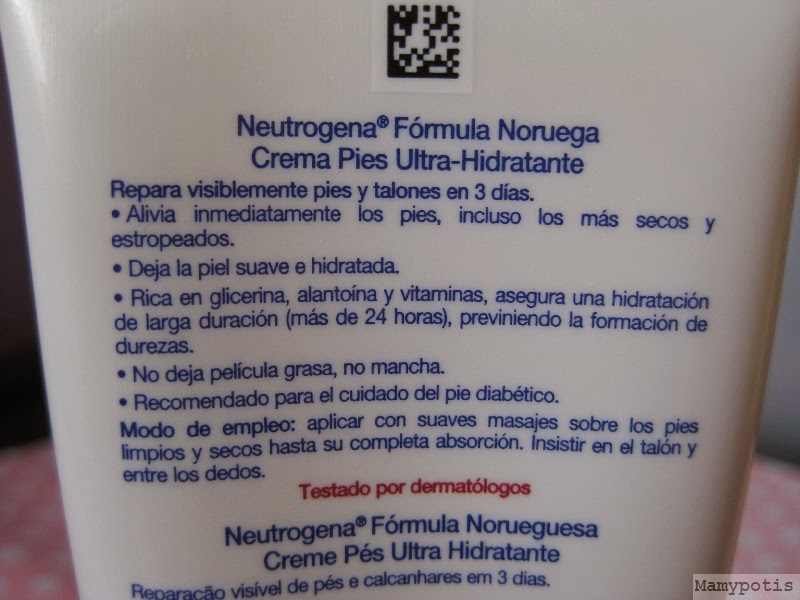 Neutrogena® Fórmula Noruega
Crema Pies Ultra-Hidratante
Repara visiblemente pies y talones en 3 días.
• Alivia inmediatamente los pies, incluso los más secos y
estropeados.
• Deja la piel suave e hidratada.
• Rica en glicerina, alantoína y vitaminas, asegura una hidratación
de larga duración (más de 24 horas), previniendo la formación de
durezas.
• No deja película grasa, no mancha.
• Recomendado para el cuidado del pie diabético.
Modo de empleo: aplicar con suaves masajes sobre los pies
limpios y secos hasta su completa absorción. Insistir en el talón y
entre los dedos.
Testado por dermatólogos
Neutrogena® Fórmula Norueguesa
Creme Pés Ultra Hidratante
Reparação visível de pés e calcanhares em 3 dias.
Mamypotis